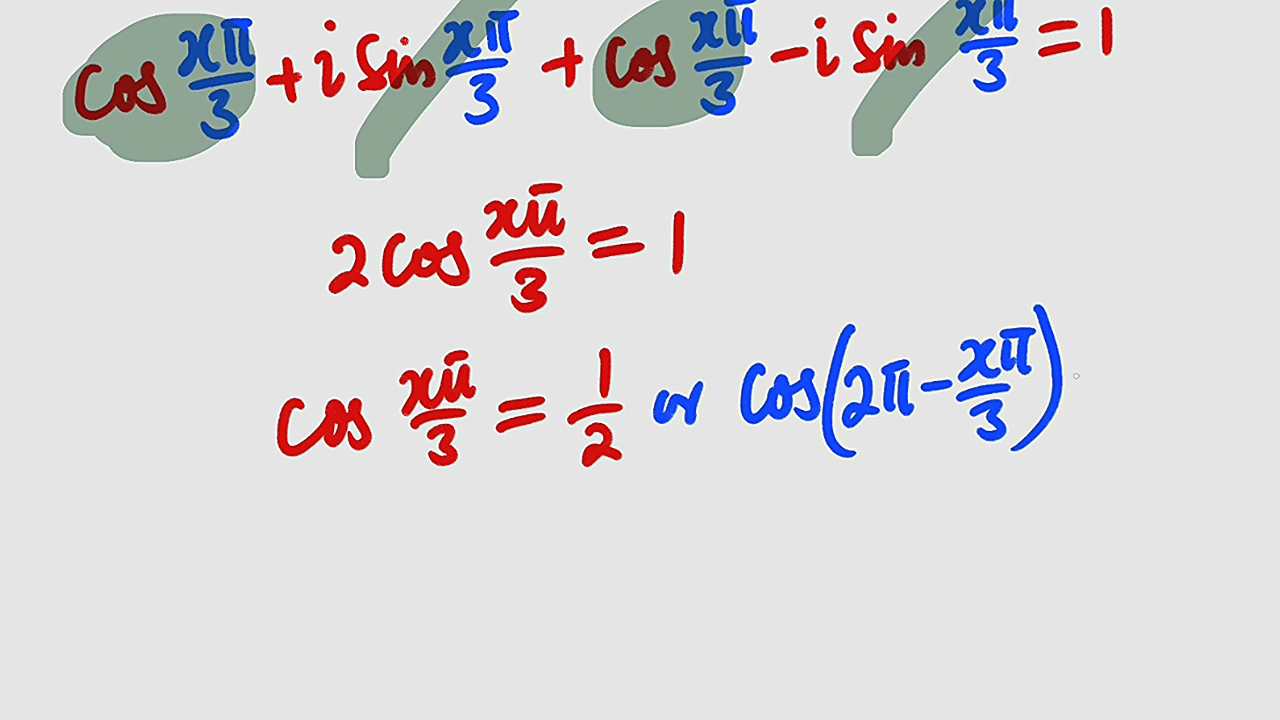 cos xπ/3 + i sin xπ/3 + cos xπ/3 - i sin xπ/3 = 1
2 cos xπ/3 = 1
cos xπ/3 = 1/2 or cos(2π - xπ/3)